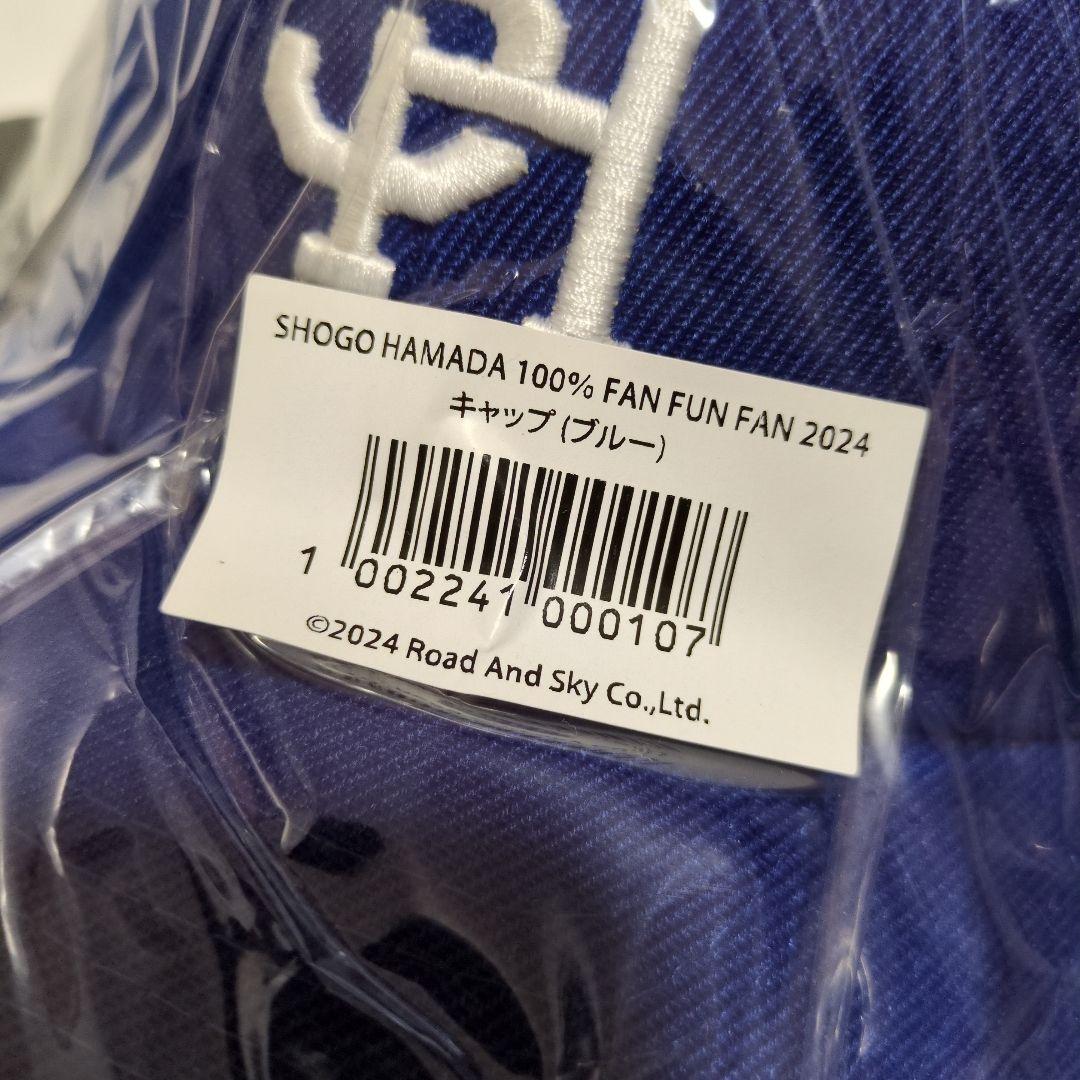 SHOGO HAMADA 100% FAN FUN FAN 2024
キャップ(ブルー)
1 002241 000107
©2024 Road And Sky Co.,Ltd.